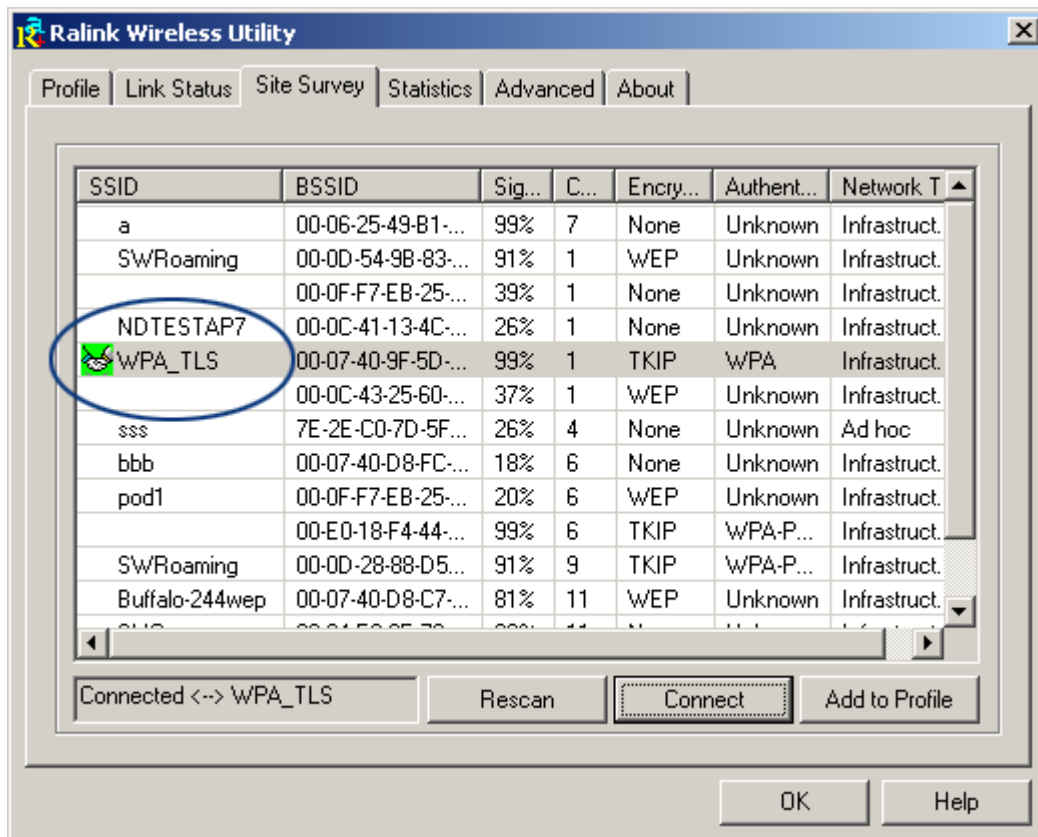 Ralink Wireless Utility
Profile Link Status Site Survey Statistics Advanced About
SSID BSSID Sig... C... Encry... Authent... Network T
a 00-06-25-49-B1-... 99% 7 None Unknown Infrastruct.
SWRoaming 00-0D-54-9B-83-... 91% 1 WEP Unknown Infrastruct.
00-0F-F7-EB-25-... 39% 1 None Unknown Infrastruct.
NDTESTAP7 00-0C-41-13-4C-... 26% 1 None Unknown Infrastruct.
WPA_TLS 00-07-40-9F-5D-... 99% 1 TKIP WPA Infrastruct.
00-0C-43-25-60-... 37% 1 WEP Unknown Infrastruct.
sss 7E-2E-C0-7D-5F... 26% 4 None Unknown Ad hoc
bbb 00-07-40-D8-FC-... 18% 6 None Unknown Infrastruct.
pod1 00-0F-F7-EB-25-... 20% 6 WEP Unknown Infrastruct.
00-E0-18-F4-44-... 99% 6 TKIP WPA-P... Infrastruct.
SWRoaming 00-0D-28-88-D5... 91% 9 TKIP WPA-P... Infrastruct.
Buffalo-244wep 00-07-40-D8-C7-... 81% 11 WEP Unknown Infrastruct.
Connected <--> WPA_TLS Rescan Connect Add to Profile
OK Help